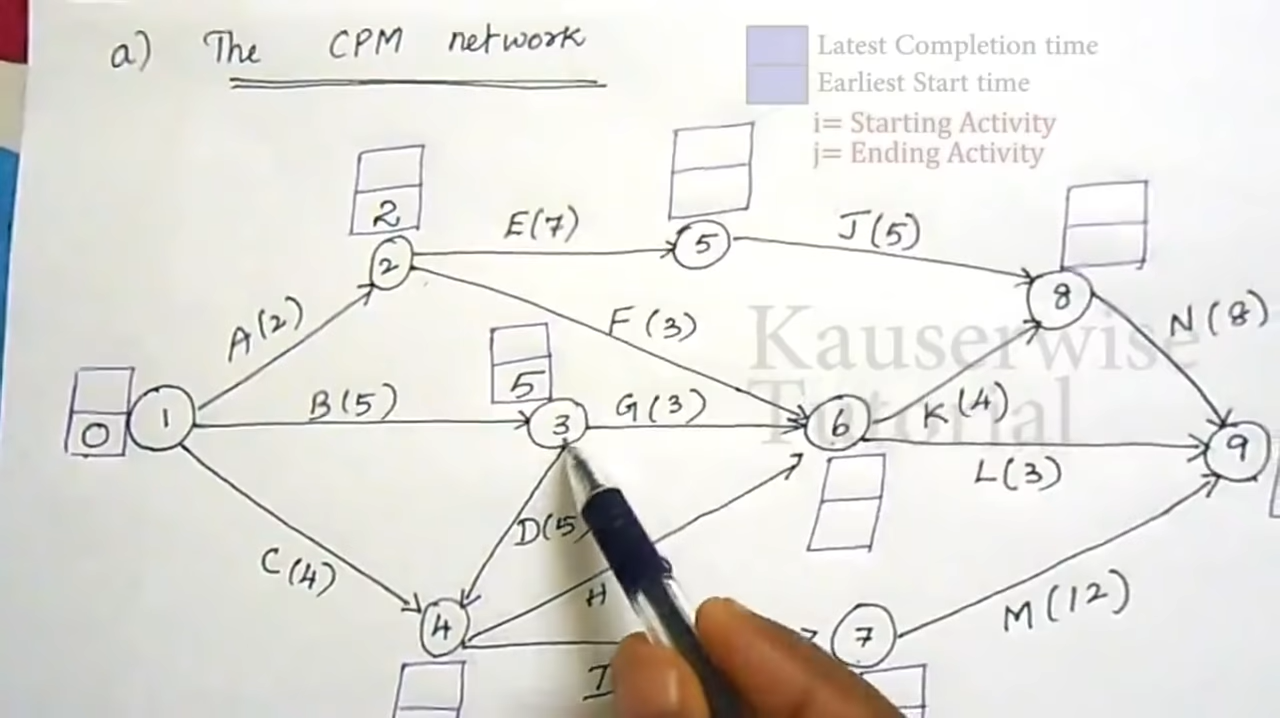 a) The CPM network
Latest Completion time
Earliest Start time
i= Starting Activity
j= Ending Activity
2
E(7)
5
J(5)
2
8
A(2)
F(3)
N(8)
Kauserwise
Tutorial
5
0
1
B(5)
3
G(3)
6
K(4)
9
L(3)
D(5
C(4)
H
4
7
M(12)
I